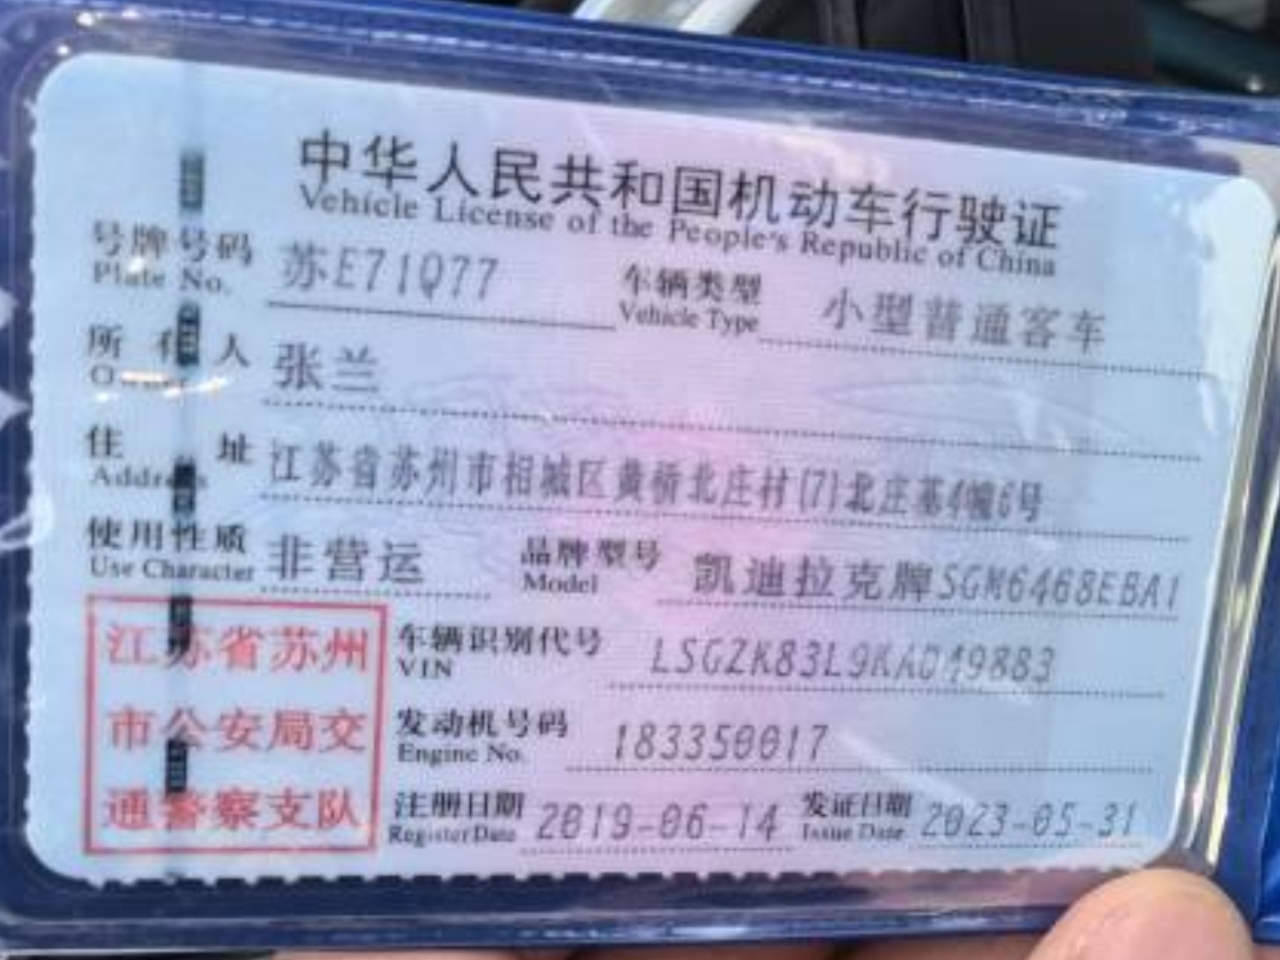 中华人民共和国机动车行驶证
Vehicle License of the People's Republic of China
号牌号码 苏E71Q77 车辆类型 小型普通客车
Plate No. Vehicle Type
所有人 张兰
Owner
住址 江苏省苏州市相城区黄桥北庄村(7)北庄基4幢6号
Address
使用性质 非营运 品牌型号 凯迪拉克牌SGM6468EBA1
Use Character Model
江苏省苏州
市公安局交
通警察支队
车辆识别代号 LSGZK83L9KA049883
VIN
发动机号码 183350017
Engine No.
注册日期 2019-06-14 发证日期 2023-05-31
Register Date Issue Date